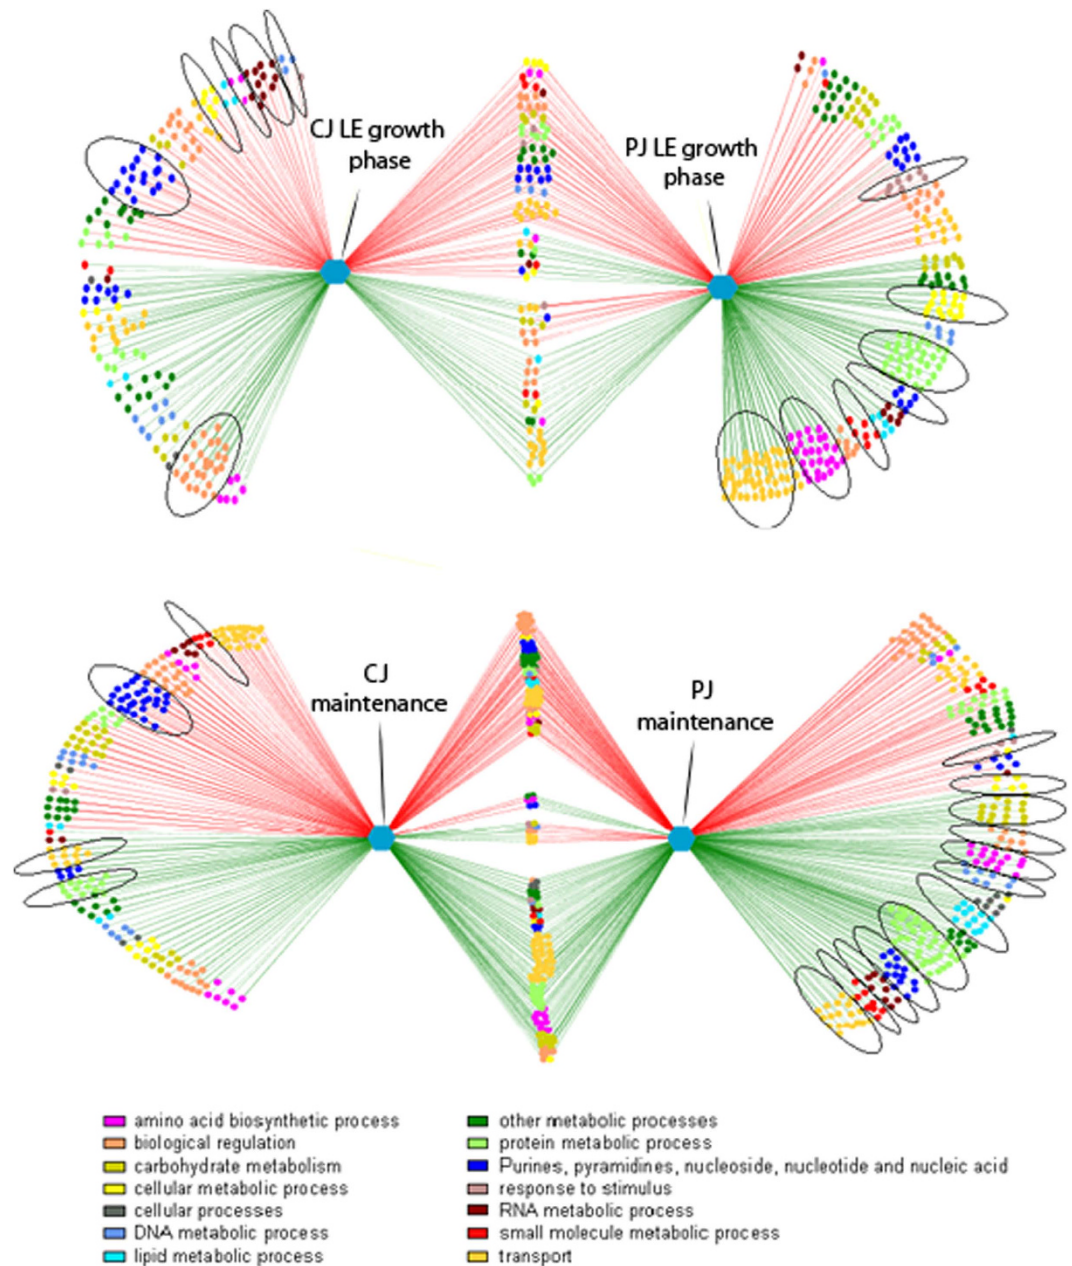 CJ LE growth
phase
PJ LE growth
phase
CJ
maintenance
PJ
maintenance
amino acid biosynthetic process
biological regulation
carbohydrate metabolism
cellular metabolic process
cellular processes
DNA metabolic process
lipid metabolic process
other metabolic processes
protein metabolic process
Purines, pyramidines, nucleoside, nucleotide and nucleic acid
response to stimulus
RNA metabolic process
small molecule metabolic process
transport